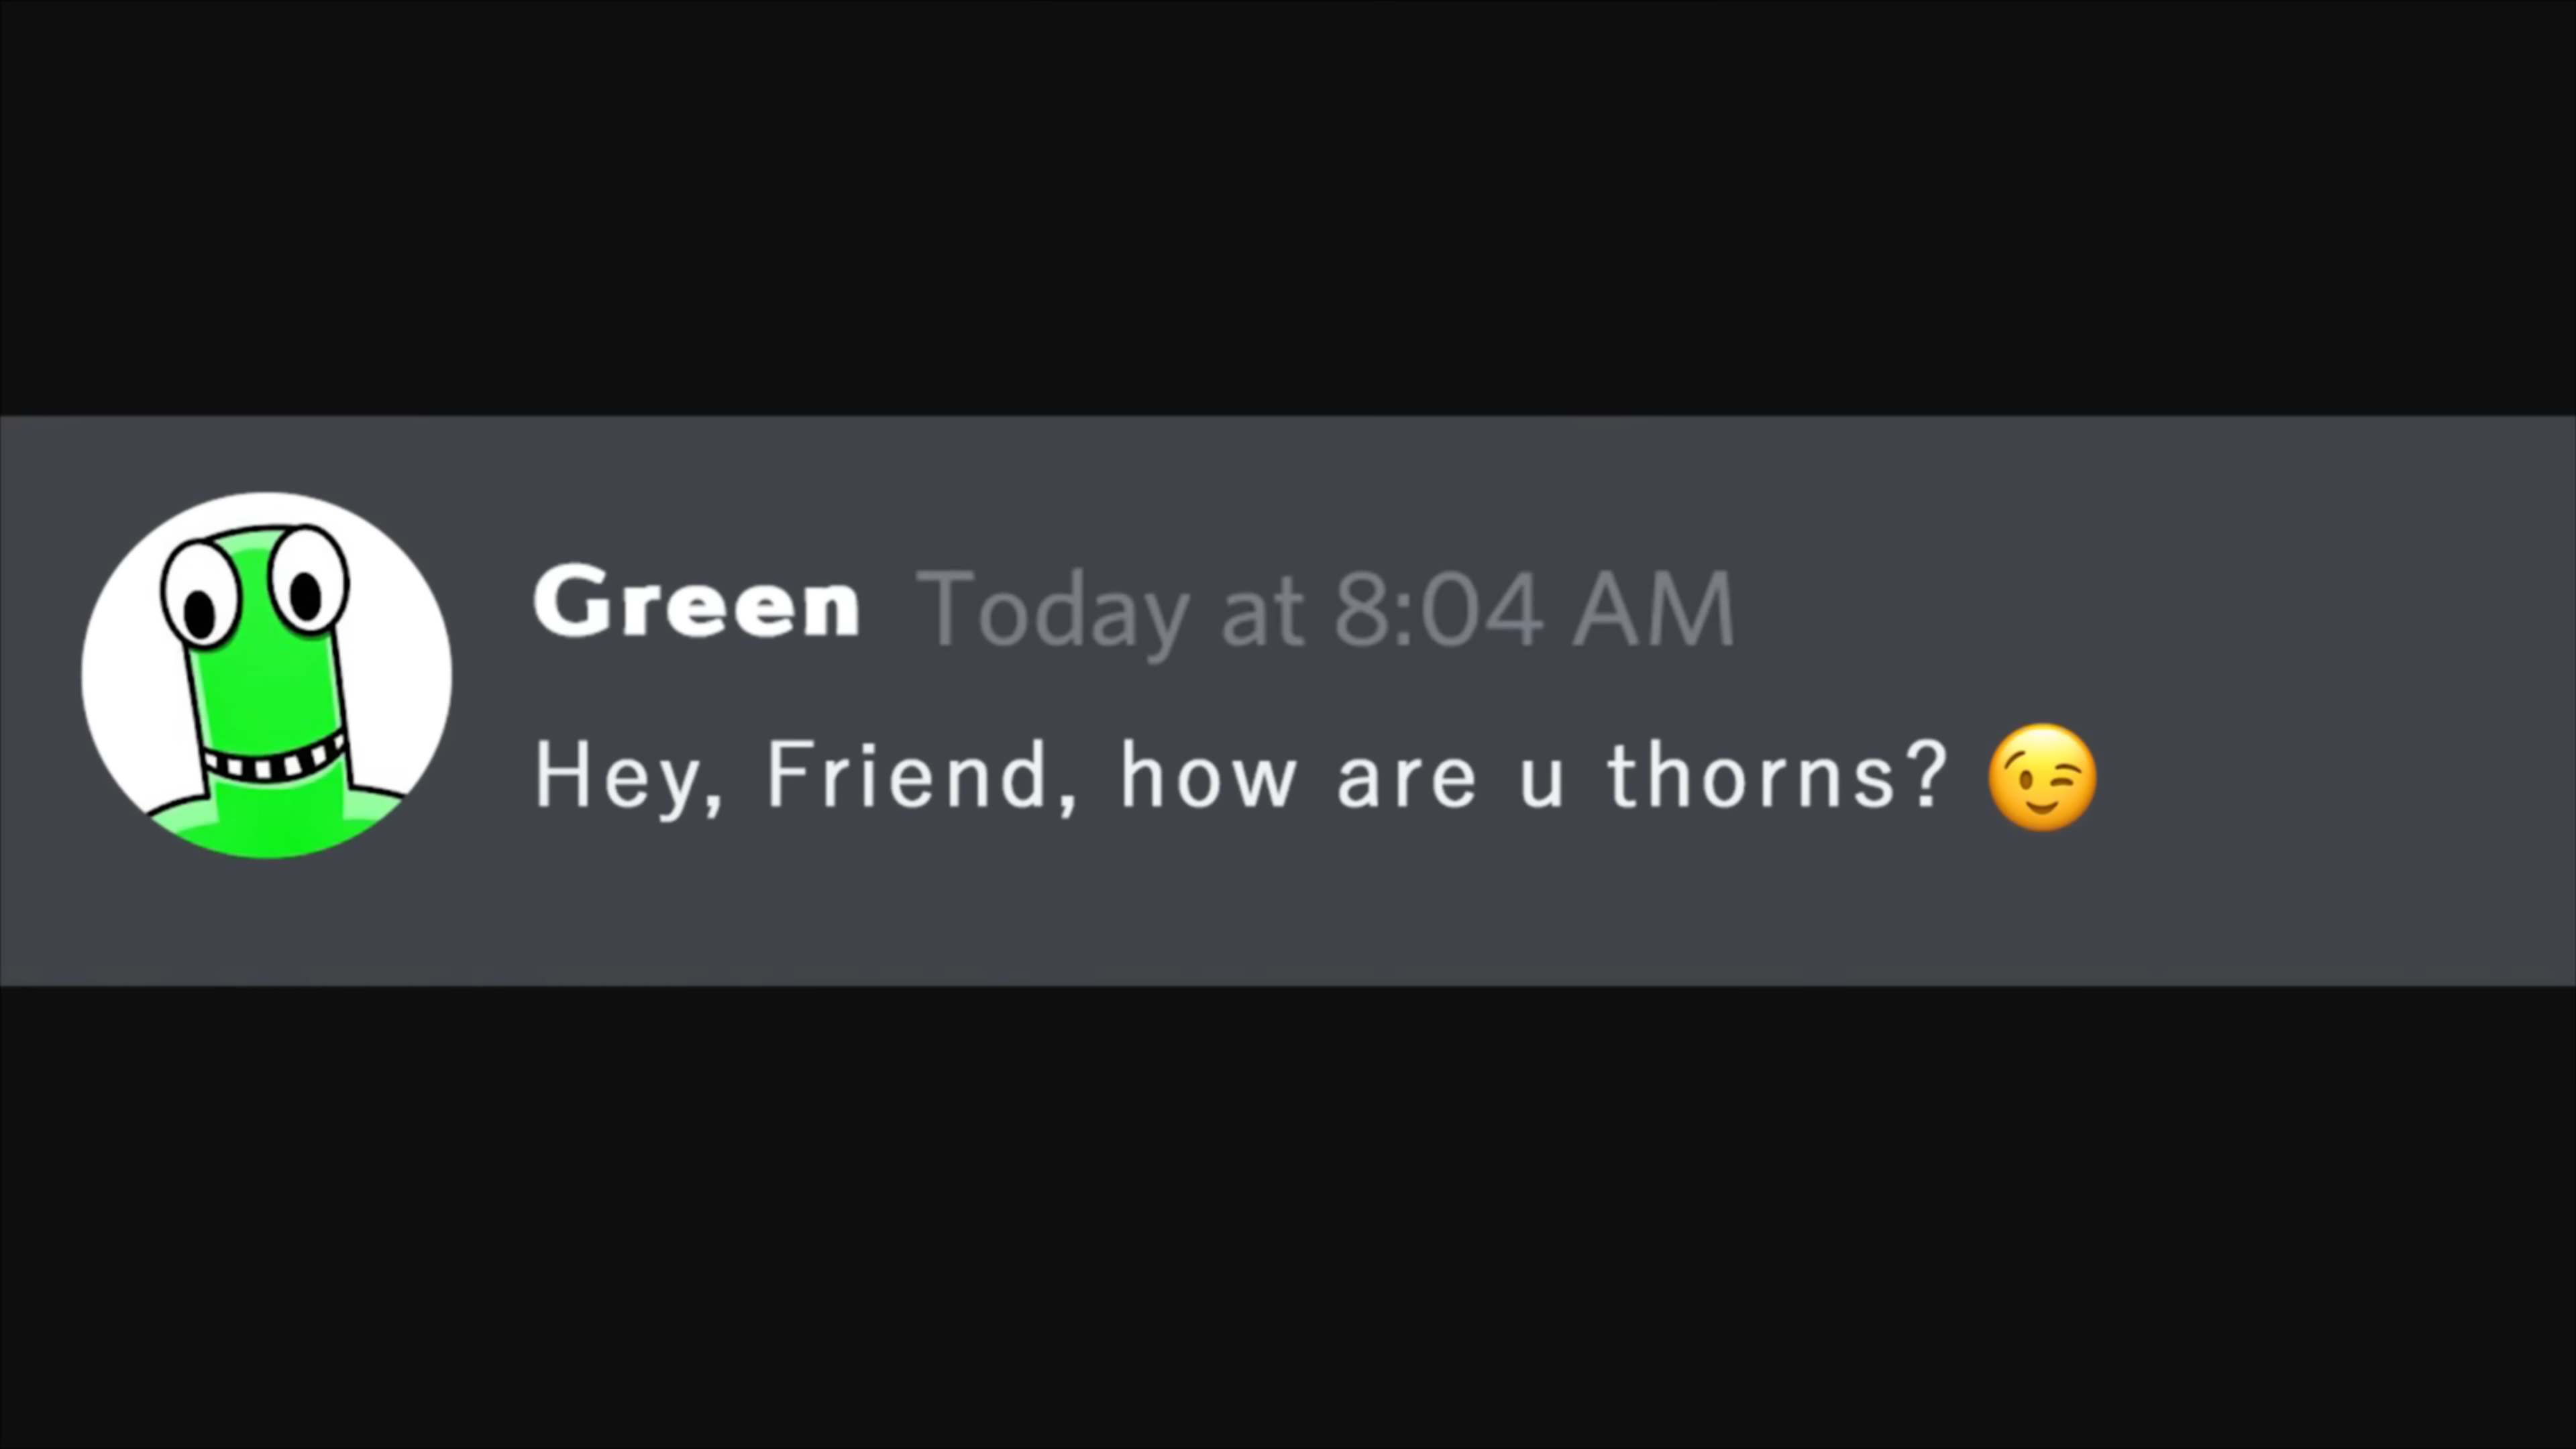 Green Today at 8:04 AM
Hey, Friend, how are u thorns? 😉